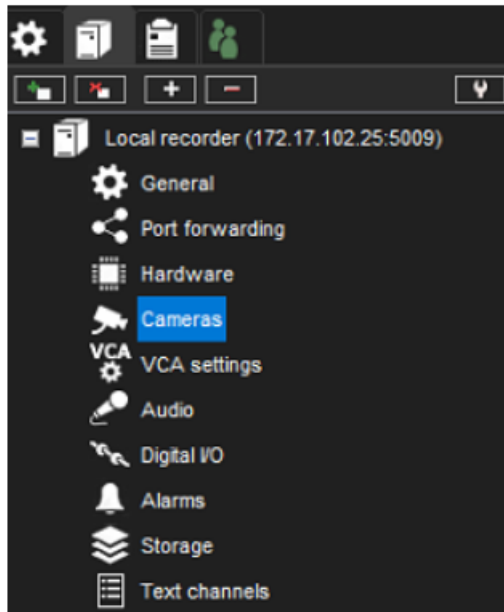 Local recorder (172.17.102.25:5009)
General
Port forwarding
Hardware
Cameras
VCA
VCA settings
Audio
Digital I/O
Alarms
Storage
Text channels